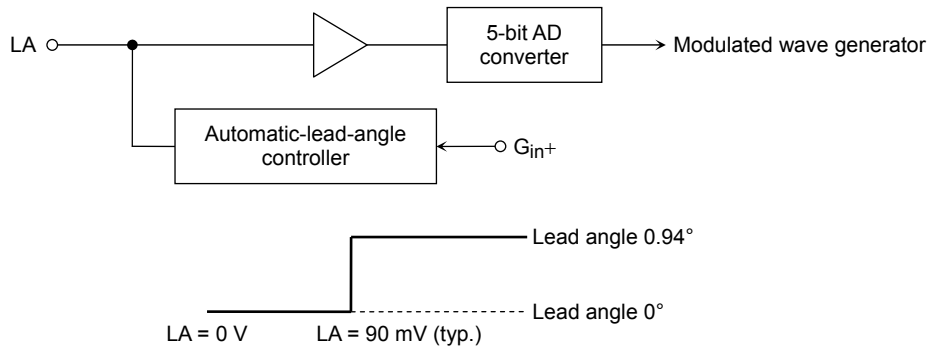 LA
5-bit AD
converter
Modulated wave generator
Automatic-lead-angle
controller
Gin+
Lead angle 0.94°
Lead angle 0°
LA = 0 V
LA = 90 mV (typ.)